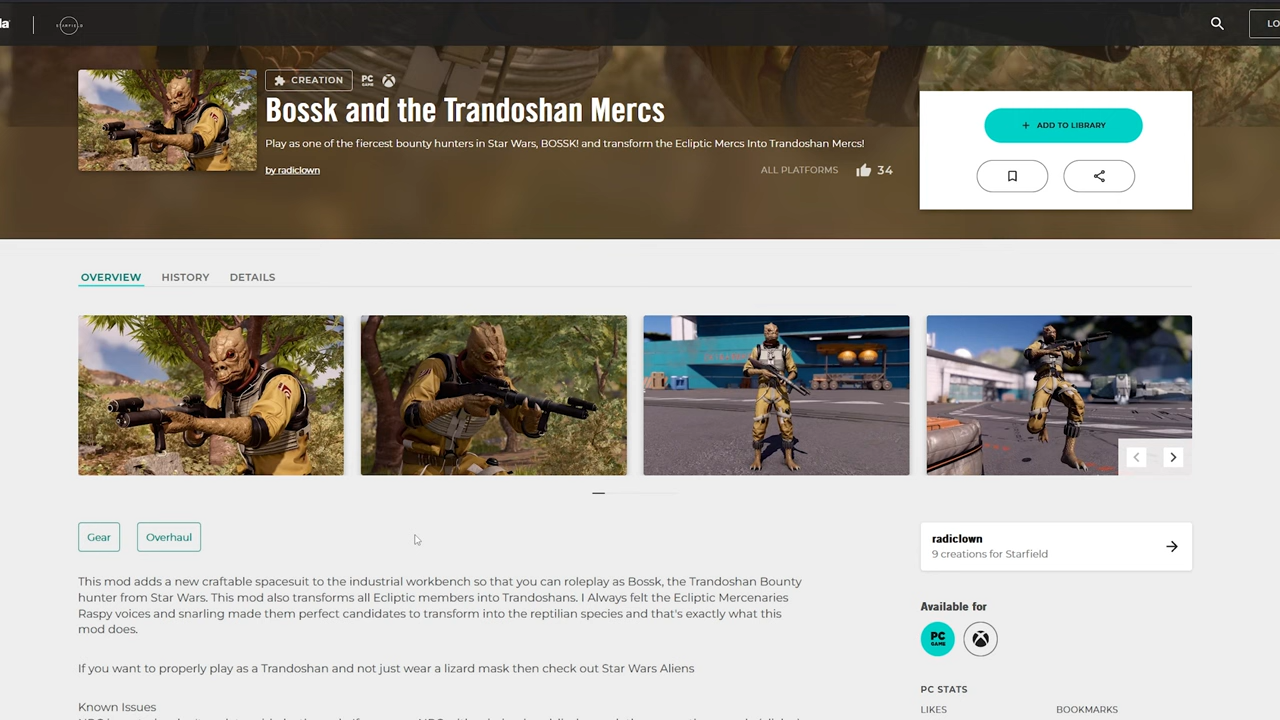 STARFIELD
LO
CREATION
PC
GAME
Bossk and the Trandoshan Mercs
Play as one of the fiercest bounty hunters in Star Wars, BOSSK! and transform the Ecliptic Mercs Into Trandoshan Mercs!
by radiclown
ALL PLATFORMS
34
+ ADD TO LIBRARY
OVERVIEW
HISTORY
DETAILS
Gear
Overhaul
This mod adds a new craftable spacesuit to the industrial workbench so that you can roleplay as Bossk, the Trandoshan Bounty
hunter from Star Wars. This mod also transforms all Ecliptic members into Trandoshans. I Always felt the Ecliptic Mercenaries
Raspy voices and snarling made them perfect candidates to transform into the reptilian species and that's exactly what this
mod does.
If you want to properly play as a Trandoshan and not just wear a lizard mask then check out Star Wars Aliens
Known Issues
radiclown
9 creations for Starfield
Available for
PC
GAME
PC STATS
LIKES
BOOKMARKS